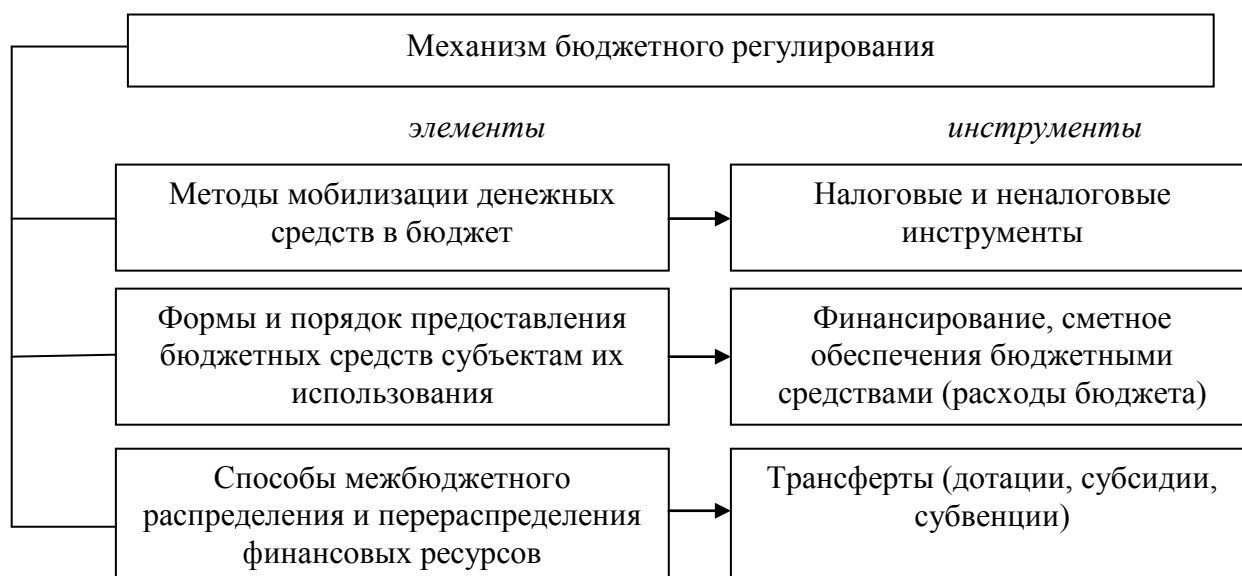 Механизм бюджетного регулирования
элементы
инструменты
Методы мобилизации денежных
средств в бюджет
Налоговые и неналоговые
инструменты
Формы и порядок предоставления
бюджетных средств субъектам их
использования
Финансирование, сметное
обеспечения бюджетными
средствами (расходы бюджета)
Способы межбюджетного
распределения и перераспределения
финансовых ресурсов
Трансферты (дотации, субсидии,
субвенции)